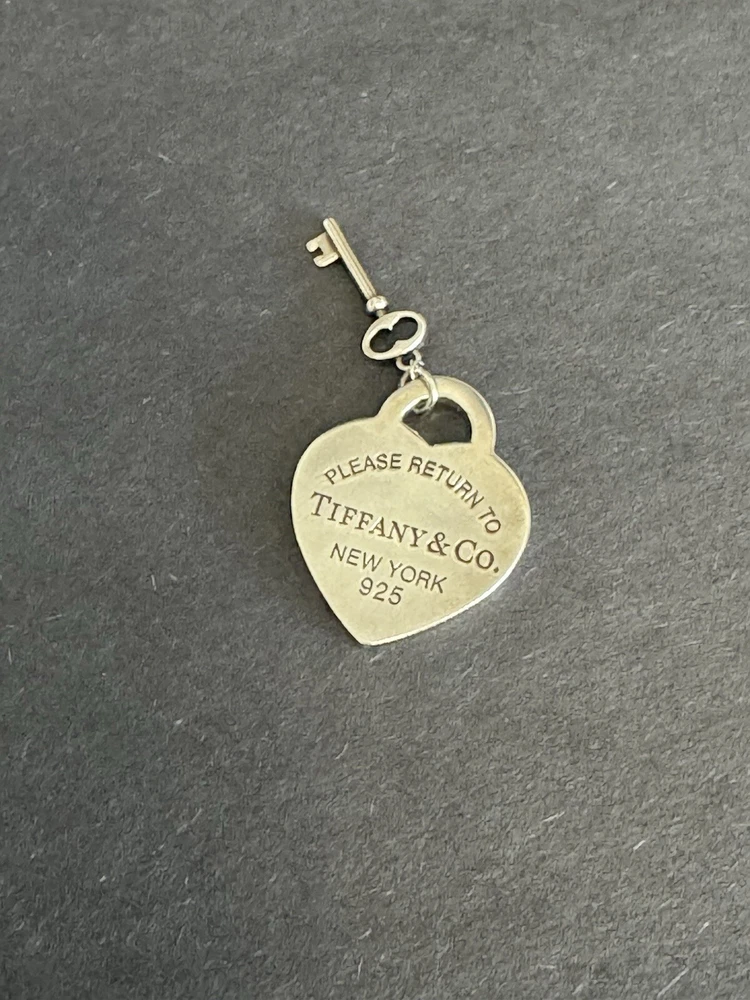 PLEASE RETURN TO
TIFFANY & CO.
NEW YORK
925